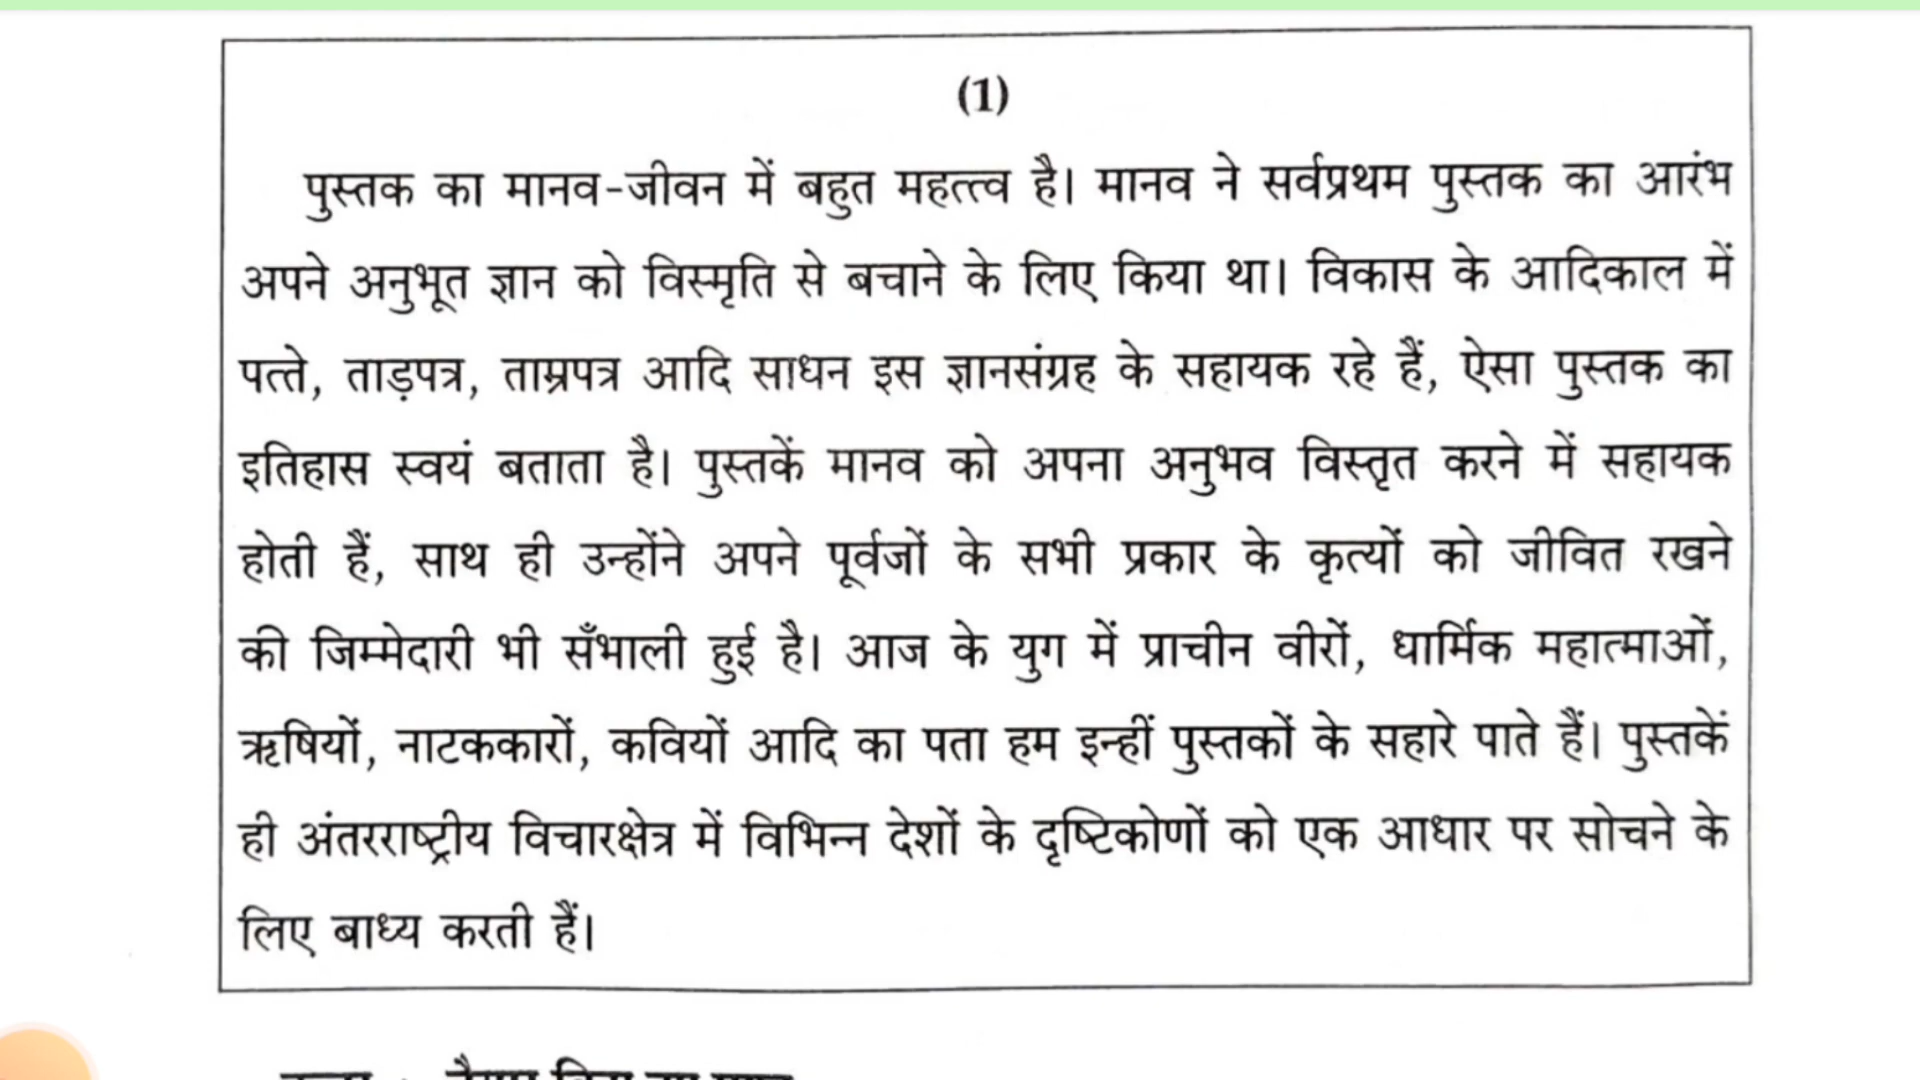 (1)
पुस्तक का मानव-जीवन में बहुत महत्त्व है। मानव ने सर्वप्रथम पुस्तक का आरंभ
अपने अनुभूत ज्ञान को विस्मृति से बचाने के लिए किया था। विकास के आदिकाल में
पत्ते, ताड़पत्र, ताम्रपत्र आदि साधन इस ज्ञानसंग्रह के सहायक रहे हैं, ऐसा पुस्तक का
इतिहास स्वयं बताता है। पुस्तकें मानव को अपना अनुभव विस्तृत करने में सहायक
होती हैं, साथ ही उन्होंने अपने पूर्वजों के सभी प्रकार के कृत्यों को जीवित रखने
की जिम्मेदारी भी सँभाली हुई है। आज के युग में प्राचीन वीरों, धार्मिक महात्माओं,
ऋषियों, नाटककारों, कवियों आदि का पता हम इन्हीं पुस्तकों के सहारे पाते हैं। पुस्तकें
ही अंतरराष्ट्रीय विचारक्षेत्र में विभिन्न देशों के दृष्टिकोणों को एक आधार पर सोचने के
लिए बाध्य करती हैं।